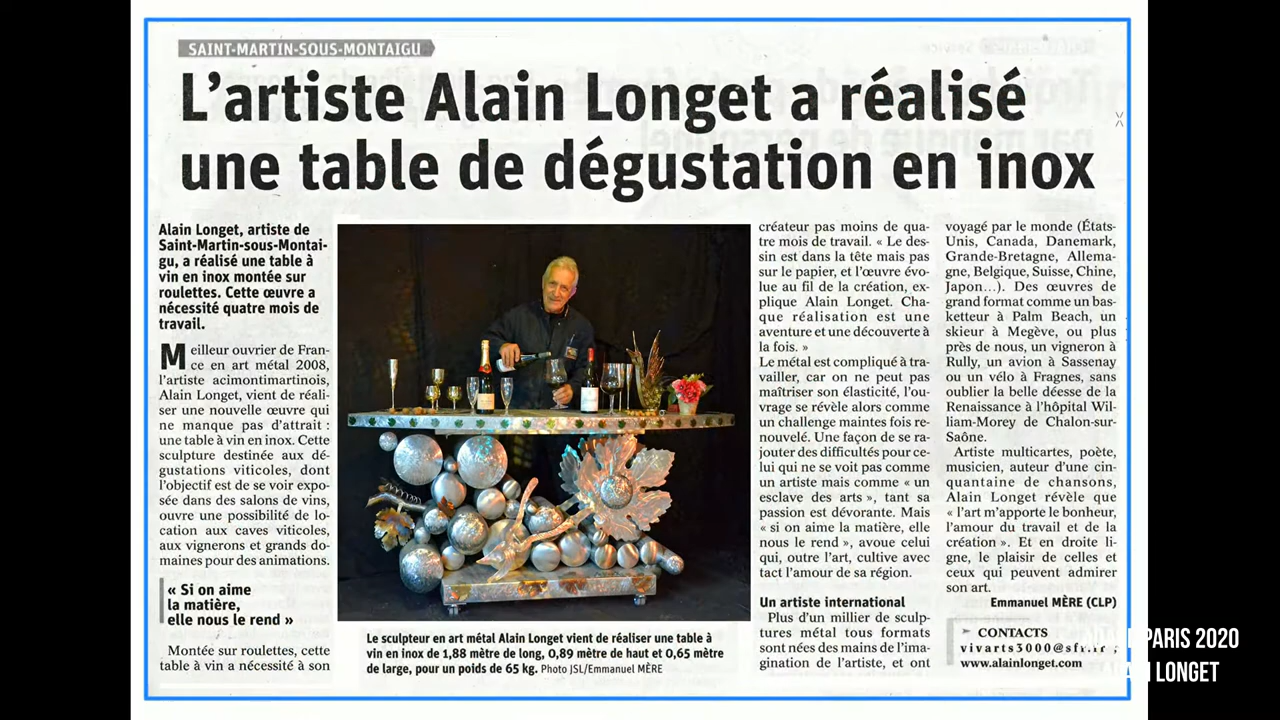 SAINT-MARTIN-SOUS-MONTAIGU
L'artiste Alain Longet a réalisé
une table de dégustation en inox
Alain Longet, artiste de
Saint-Martin-sous-Montai-
gu, a réalisé une table à
vin en inox montée sur
roulettes. Cette œuvre a
nécessité quatre mois de
travail.
Meilleur ouvrier de Fran-
ce en art métal 2008,
l'artiste acimontimartinois,
Alain Longet, vient de réali-
ser une nouvelle œuvre qui
ne manque pas d'attrait :
une table à vin en inox. Cette
sculpture destinée aux dé-
gustations viticoles, dont
l'objectif est de se voir expo-
sée dans des salons de vins,
ouvre une possibilité de lo-
cation aux caves viticoles,
aux vignerons et grands do-
maines pour des animations.
« Si on aime
la matière,
elle nous le rend »
Montée sur roulettes, cette
table à vin a nécessité à son
Le sculpteur en art métal Alain Longet vient de réaliser une table à
vin en inox de 1,88 mètre de long, 0,89 mètre de haut et 0,65 mètre
de large, pour un poids de 65 kg. Photo JSL/Emmanuel MÈRE
créateur pas moins de qua-
tre mois de travail. « Le des-
sin est dans la tête mais pas
sur le papier, et l'œuvre évo-
lue au fil de la création, ex-
plique Alain Longet. Cha-
que réalisation est une
aventure et une découverte à
la fois. »
Le métal est compliqué à tra-
vailler, car on ne peut pas
maîtriser son élasticité, l'ou-
vrage se révèle alors comme
un challenge maintes fois re-
nouvelé. Une façon de se ra-
jouter des difficultés pour ce-
lui qui ne se voit pas comme
un artiste mais comme « un
esclave des arts », tant sa
passion est dévorante. Mais
« si on aime la matière, elle
nous le rend », avoue celui
qui, outre l'art, cultive avec
tact l'amour de sa région.
Un artiste international
Plus d'un millier de sculp-
tures métal tous formats
sont nées des mains de l'ima-
gination de l'artiste, et ont
voyagé par le monde (États-
Unis, Canada, Danemark,
Grande-Bretagne, Allema-
gne, Belgique, Suisse, Chine,
Japon...). Des œuvres de
grand format comme un bas-
ketteur à Palm Beach, un
skieur à Megève, ou plus
près de nous, un vigneron à
Rully, un avion à Sassenay
ou un vélo à Fragnes, sans
oublier la belle déesse de la
Renaissance à l'hôpital Wil-
liam-Morey de Chalon-sur-
Saône.
Artiste multicartes, poète,
musicien, auteur d'une cin-
quantaine de chansons,
Alain Longet révèle que
« l'art m'apporte le bonheur,
l'amour du travail et de la
création ». Et en droite li-
gne, le plaisir de celles et
ceux qui peuvent admirer
son art.
Emmanuel MÈRE (CLP)
CONTACTS
vivarts3000@sfr.fr ;
www.alainlonget.com
PARIS 2020
LONGET